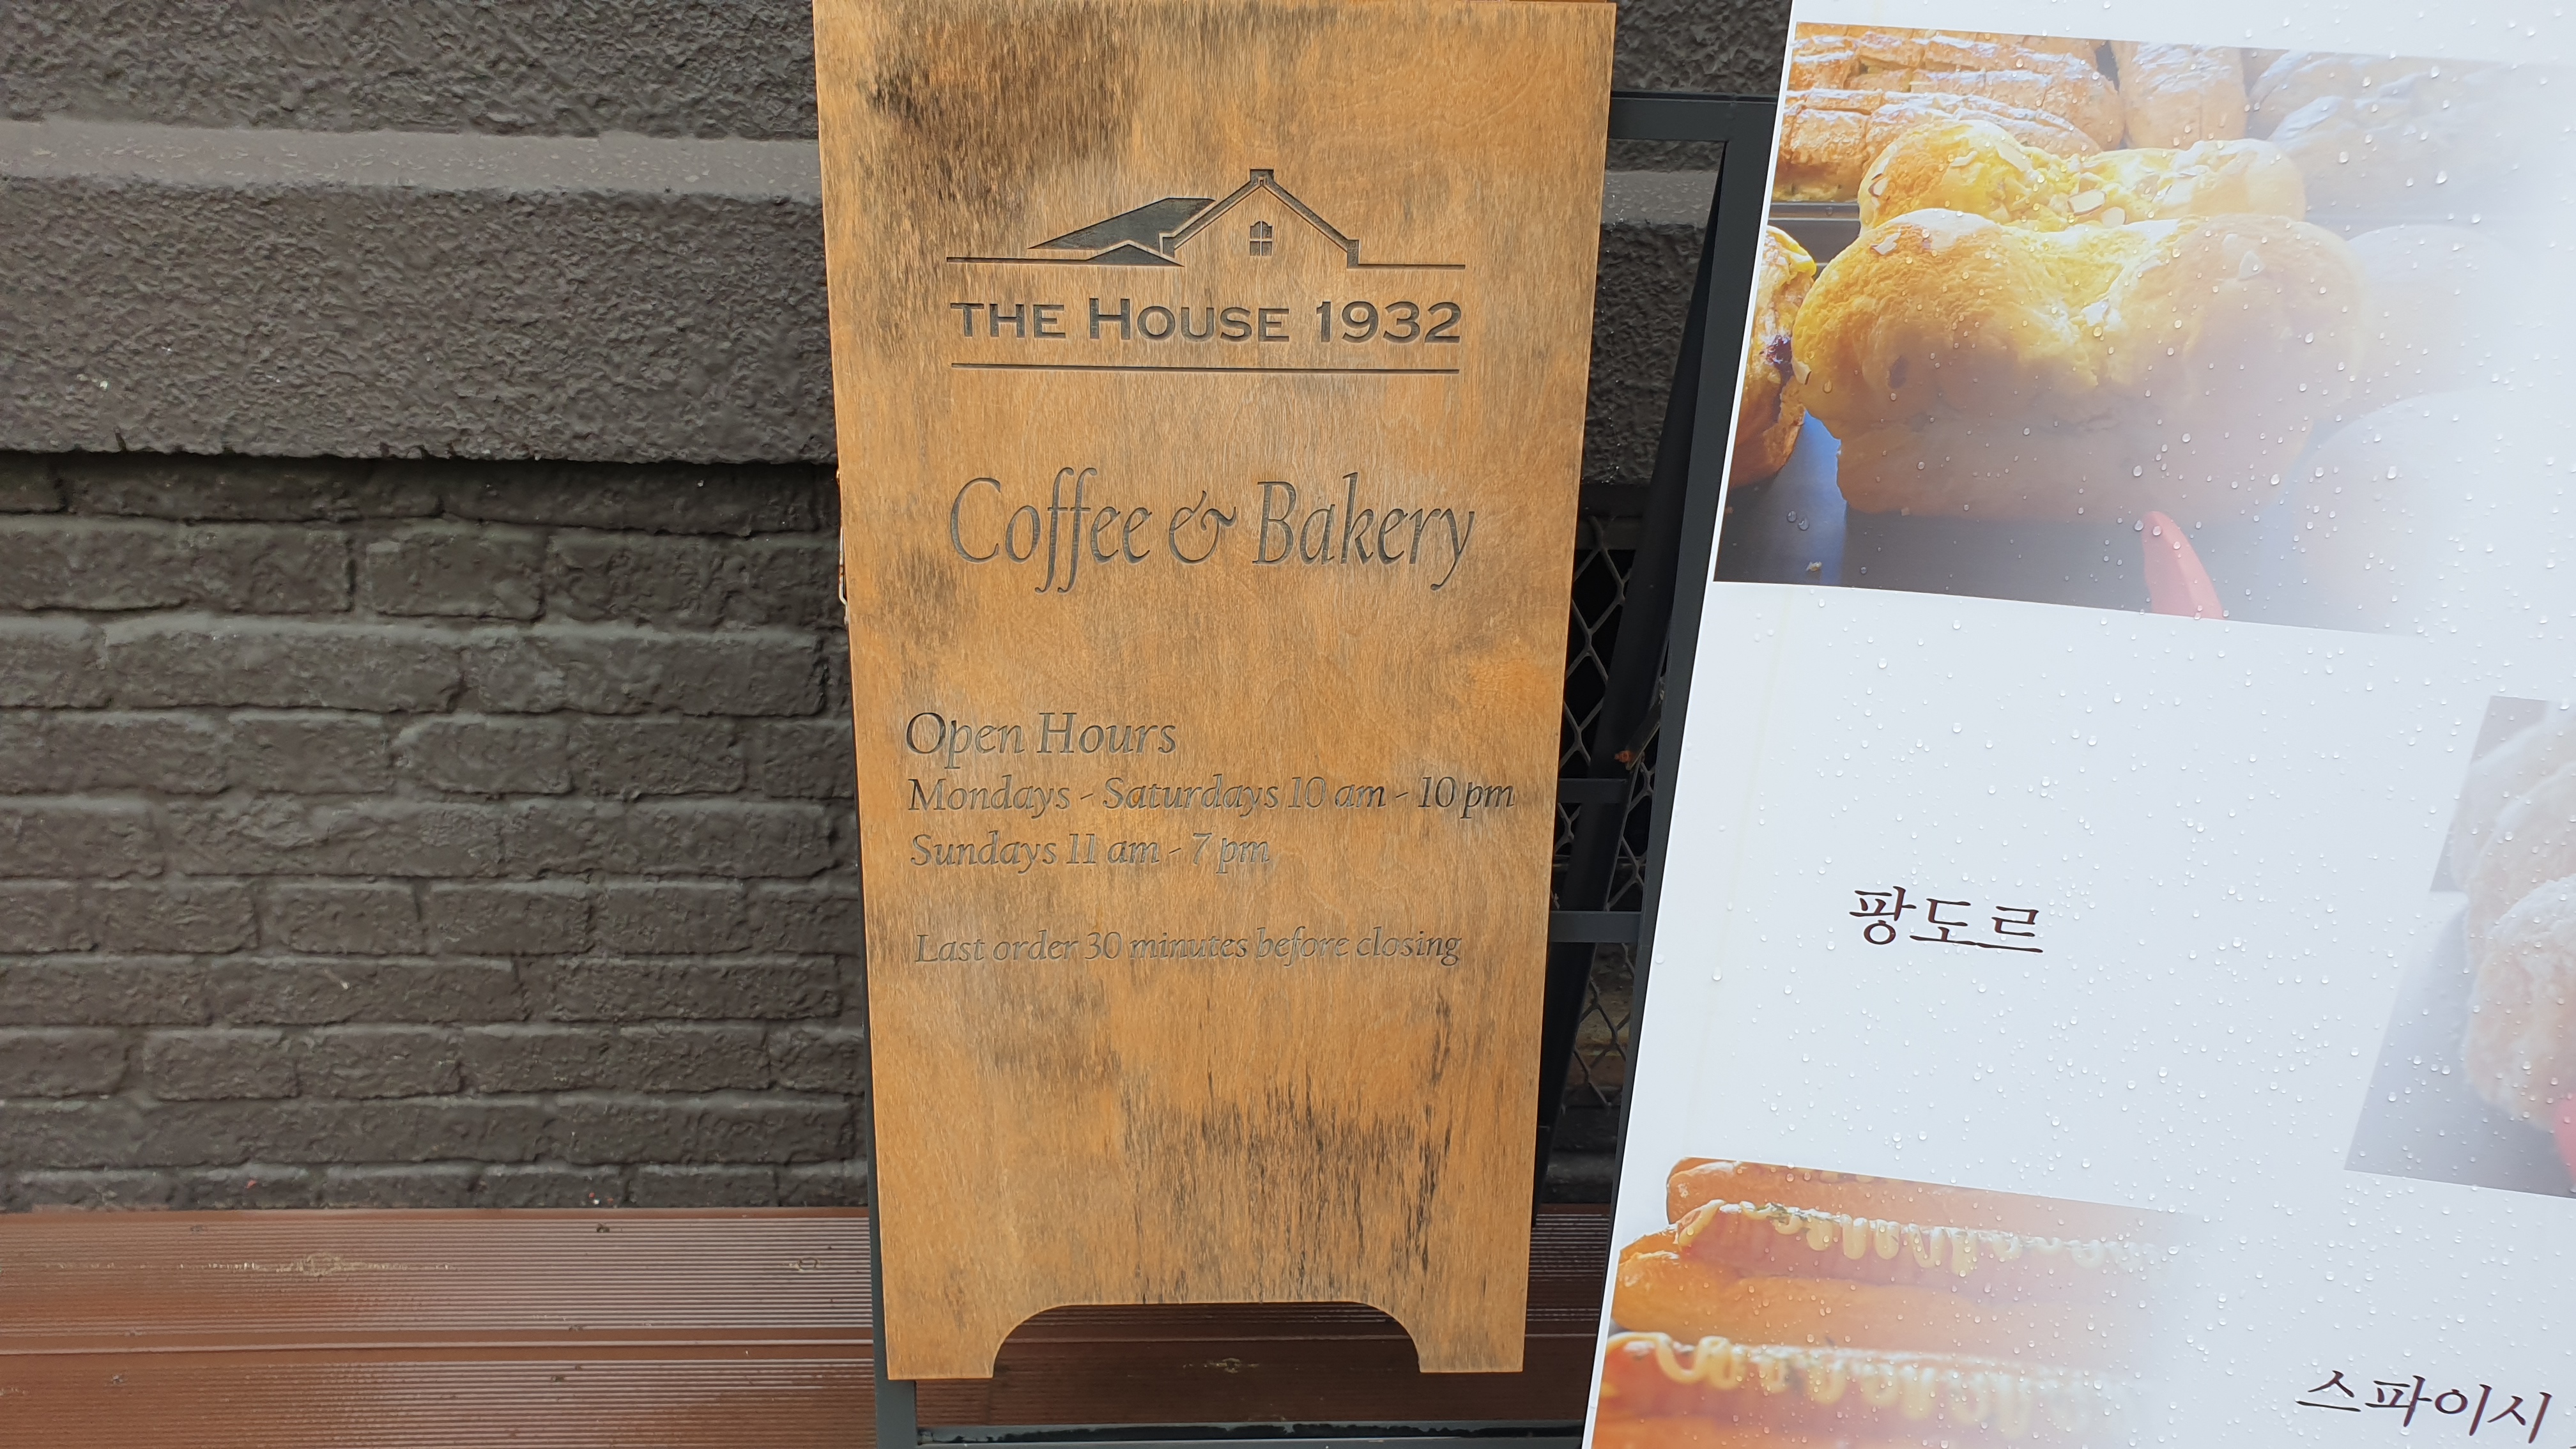 THE HOUSE 1932
Coffee & Bakery
Open Hours
Mondays - Saturdays 10 am - 10 pm
Sundays 11 am - 7 pm
Last order 30 minutes before closing
팡도르
스파이시